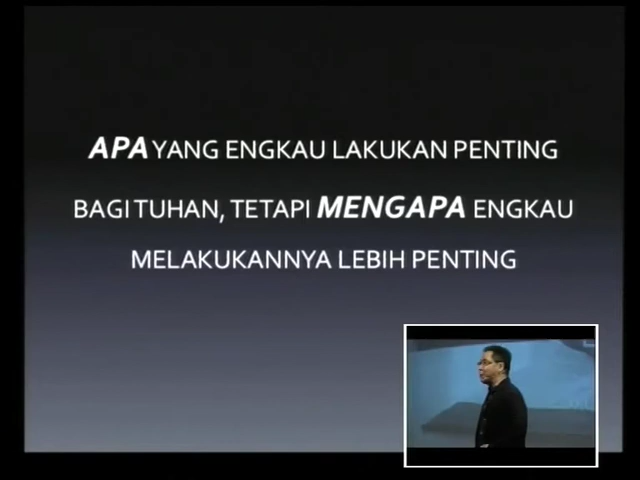 APA YANG ENGKAU LAKUKAN PENTING
BAGI TUHAN, TETAPI MENGAPA ENGKAU
MELAKUKANNYA LEBIH PENTING